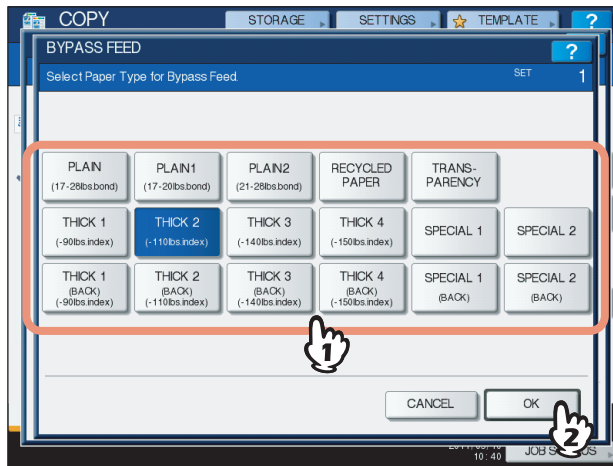 COPY
STORAGE
SETTINGS
TEMPLATE
?
BYPASS FEED
?
Select Paper Type for Bypass Feed.
SET 1
PLAIN
(17-28lbs.bond)
PLAIN1
(17-20lbs.bond)
PLAIN2
(21-28lbs.bond)
RECYCLED
PAPER
TRANS-
PARENCY
THICK 1
(-90lbs.index)
THICK 2
(-110lbs.index)
THICK 3
(-140lbs.index)
THICK 4
(-150lbs.index)
SPECIAL 1
SPECIAL 2
THICK 1
(BACK)
(-90lbs.index)
THICK 2
(BACK)
(-110lbs.index)
THICK 3
(BACK)
(-140lbs.index)
THICK 4
(BACK)
(-150lbs.index)
SPECIAL 1
(BACK)
SPECIAL 2
(BACK)
1
CANCEL
OK
2
10:40
JOB